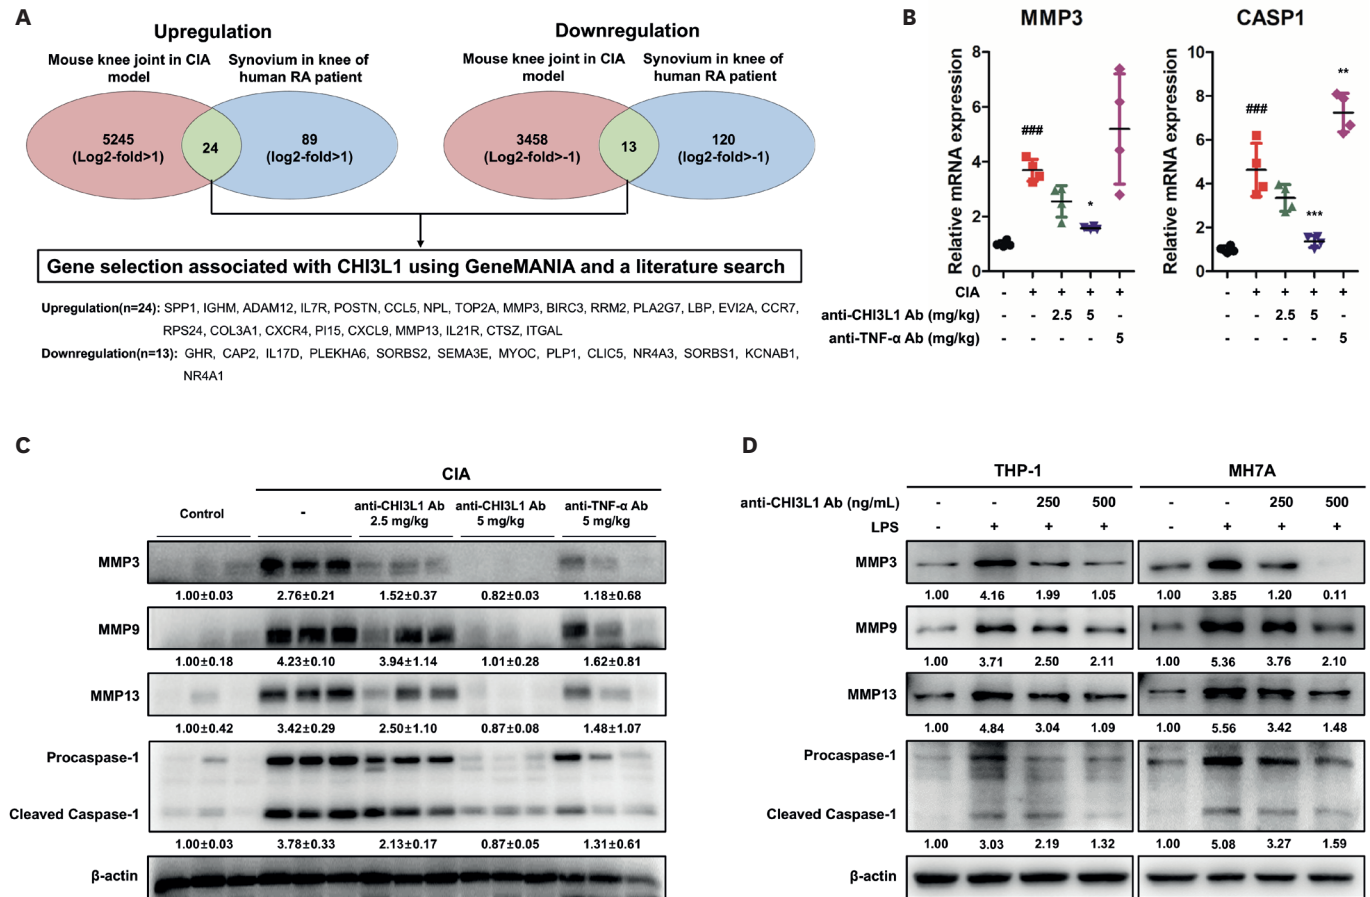 A
Upregulation
Mouse knee joint in CIA
model
Synovium in knee of
human RA patient
5245
(Log2-fold>1)
24
89
(log2-fold>1)
Downregulation
Mouse knee joint in CIA
model
Synovium in knee of
human RA patient
3458
(Log2-fold>-1)
13
120
(log2-fold>-1)
Gene selection associated with CHI3L1 using GeneMANIA and a literature search
Upregulation(n=24): SPP1, IGHM, ADAM12, IL7R, POSTN, CCL5, NPL, TOP2A, MMP3, BIRC3, RRM2, PLA2G7, LBP, EVI2A, CCR7,
RPS24, COL3A1, CXCR4, PI15, CXCL9, MMP13, IL21R, CTSZ, ITGAL
Downregulation(n=13): GHR, CAP2, IL17D, PLEKHA6, SORBS2, SEMA3E, MYOC, PLP1, CLIC5, NR4A3, SORBS1, KCNAB1,
NR4A1
B
MMP3
Relative mRNA expression
8
6
4
2
0
###
*
CASP1
Relative mRNA expression
10
8
6
4
2
0
###
***
**
CIA - + + + + - + + + +
anti-CHI3L1 Ab (mg/kg) - - 2.5 5 - - - 2.5 5 -
anti-TNF-α Ab (mg/kg) - - - - 5 - - - - 5
C
CIA
Control
-
anti-CHI3L1 Ab
2.5 mg/kg
anti-CHI3L1 Ab
5 mg/kg
anti-TNF-α Ab
5 mg/kg
MMP3
1.00±0.03 2.76±0.21 1.52±0.37 0.82±0.03 1.18±0.68
MMP9
1.00±0.18 4.23±0.10 3.94±1.14 1.01±0.28 1.62±0.81
MMP13
1.00±0.42 3.42±0.29 2.50±1.10 0.87±0.08 1.48±1.07
Procaspase-1
Cleaved Caspase-1
1.00±0.03 3.78±0.33 2.13±0.17 0.87±0.05 1.31±0.61
β-actin
D
THP-1 MH7A
anti-CHI3L1 Ab (ng/mL) - - 250 500 - - 250 500
LPS - + + + - + + +
MMP3
1.00 4.16 1.99 1.05 1.00 3.85 1.20 0.11
MMP9
1.00 3.71 2.50 2.11 1.00 5.36 3.76 2.10
MMP13
1.00 4.84 3.04 1.09 1.00 5.56 3.42 1.48
Procaspase-1
Cleaved Caspase-1
1.00 3.03 2.19 1.32 1.00 5.08 3.27 1.59
β-actin